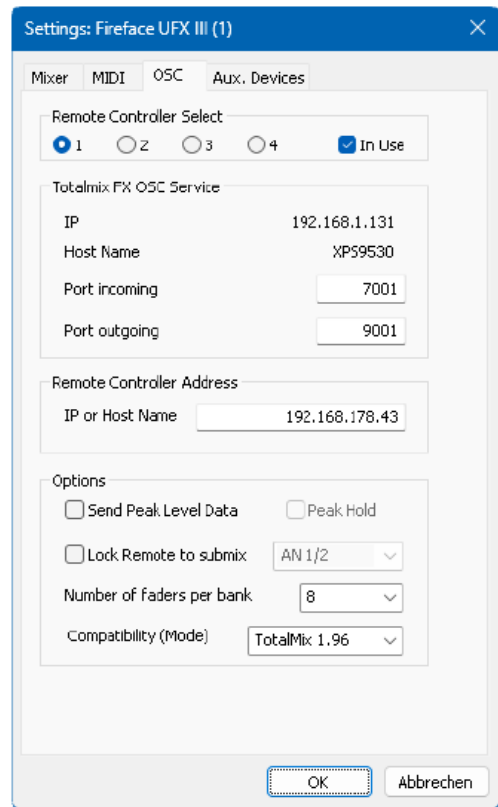 Settings: Fireface UFX III (1)
Mixer MIDI OSC Aux. Devices
Remote Controller Select
1 2 3 4 In Use
Totalmix FX OSC Service
IP 192.168.1.131
Host Name XPS9530
Port incoming 7001
Port outgoing 9001
Remote Controller Address
IP or Host Name 192.168.178.43
Options
Send Peak Level Data Peak Hold
Lock Remote to submix AN 1/2
Number of faders per bank 8
Compatibility (Mode) TotalMix 1.96
OK Abbrechen